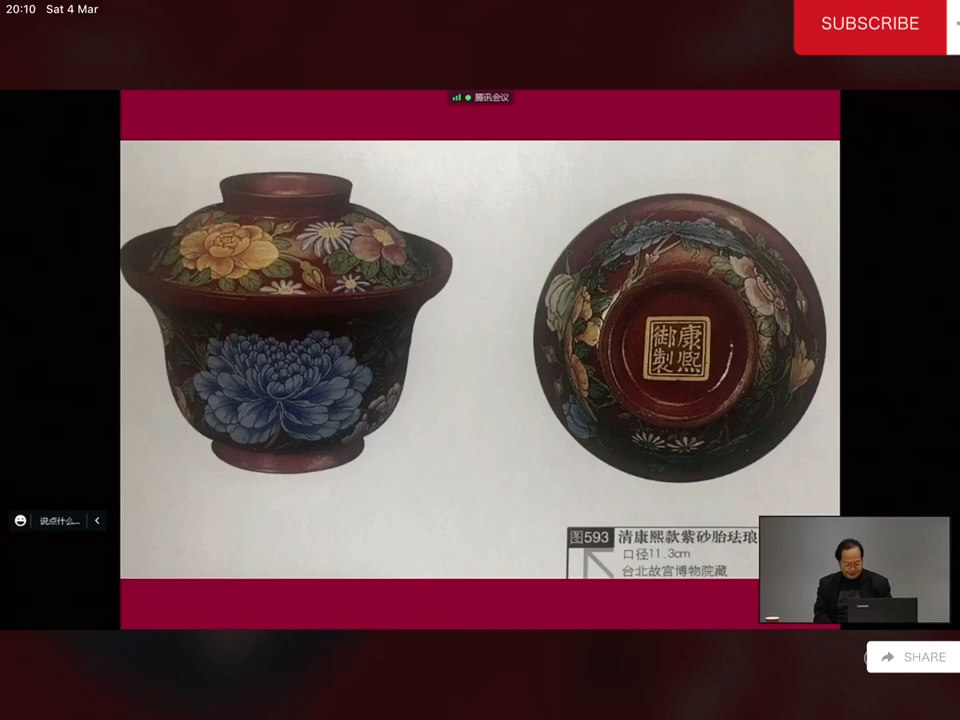 20:10 Sat 4 Mar
SUBSCRIBE
腾讯会议
康熙
御製
说点什么...
图593 清康熙款紫砂胎珐琅
口径11.3cm
台北故宫博物院藏
SHARE